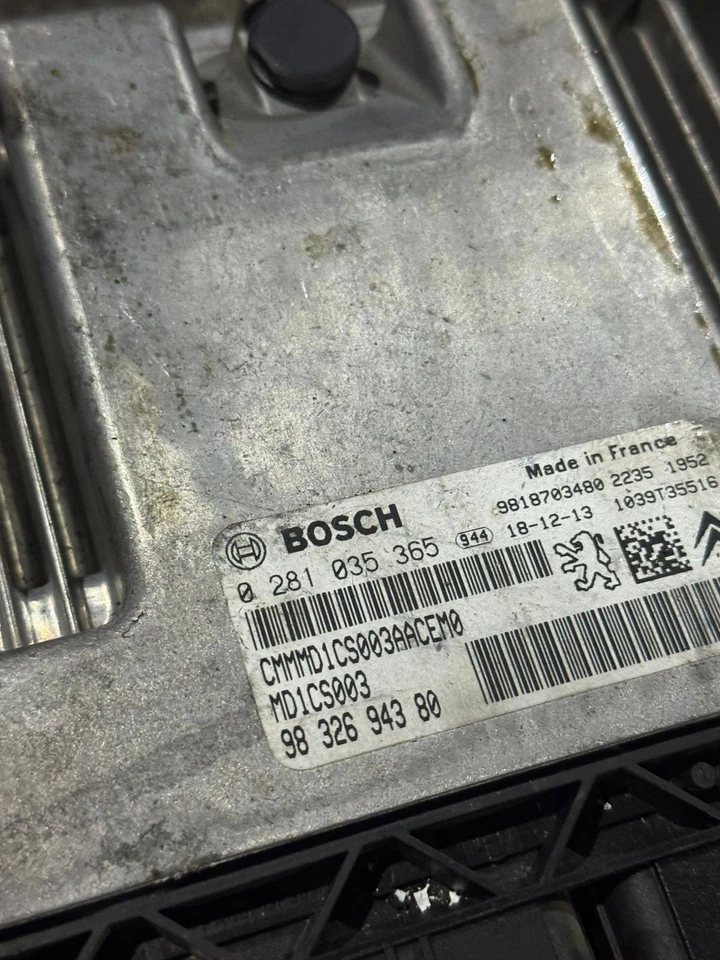 Made in France
9818703480 2235 1952
BOSCH
944 18-12-13 1039T35516
0 281 035 365
CMMMD1CS003AACEM0
MD1CS003
98 326 943 80